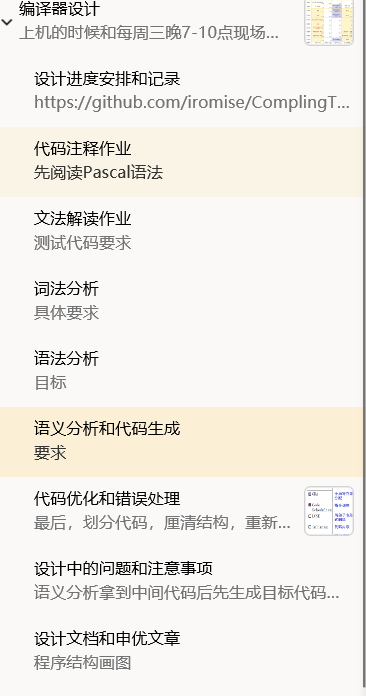 编译器设计
上机的时候和每周三晚7-10点现场...
设计进度安排和记录
https://github.com/iromise/ComplingT...
代码注释作业
先阅读Pascal语法
文法解读作业
测试代码要求
词法分析
具体要求
语法分析
目标
语义分析和代码生成
要求
代码优化和错误处理
最后，划分代码，厘清结构，重新...
设计中的问题和注意事项
语义分析拿到中间代码后先生成目标代码...
设计文档和申优文章
程序结构画图